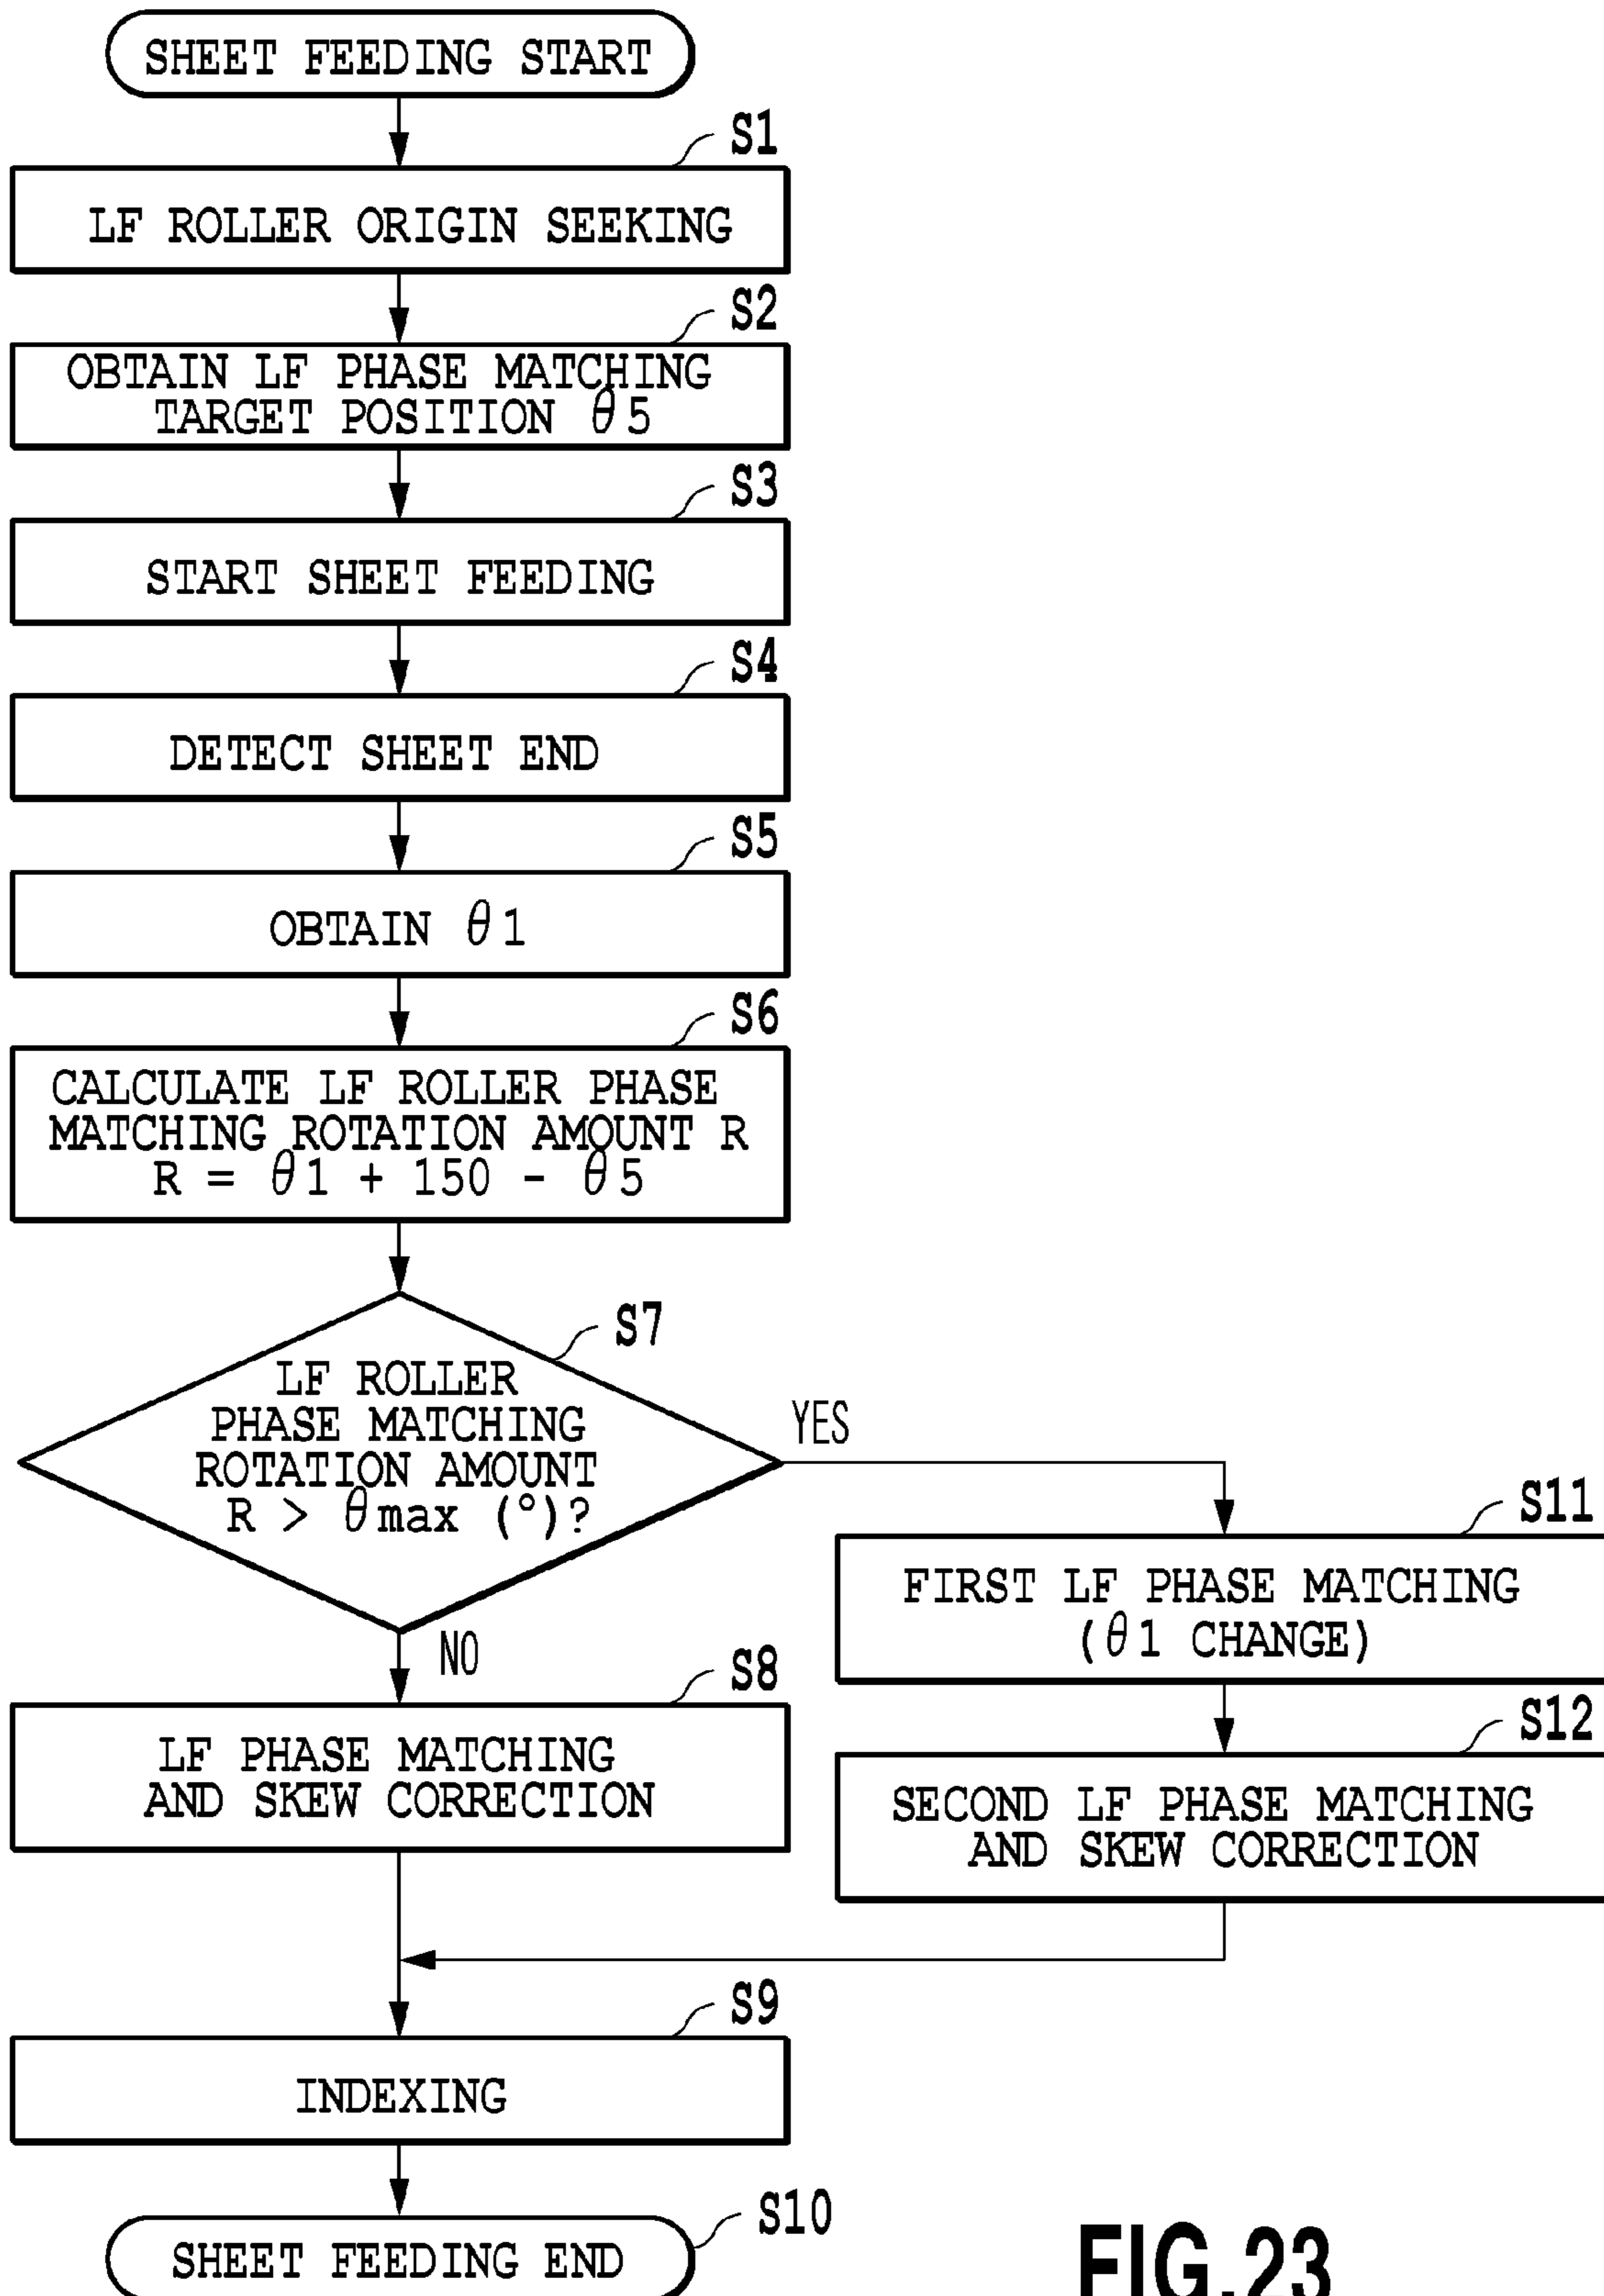 SHEET FEEDING START
S1
LF ROLLER ORIGIN SEEKING
S2
OBTAIN LF PHASE MATCHING
TARGET POSITION θ5
S3
START SHEET FEEDING
S4
DETECT SHEET END
S5
OBTAIN θ1
S6
CALCULATE LF ROLLER PHASE
MATCHING ROTATION AMOUNT R
R = θ1 + 150 - θ5
S7
LF ROLLER
PHASE MATCHING
ROTATION AMOUNT
R > θmax (°)?
YES
NO
S11
FIRST LF PHASE MATCHING
(θ1 CHANGE)
S8
LF PHASE MATCHING
AND SKEW CORRECTION
S12
SECOND LF PHASE MATCHING
AND SKEW CORRECTION
S9
INDEXING
S10
SHEET FEEDING END
FIG.23